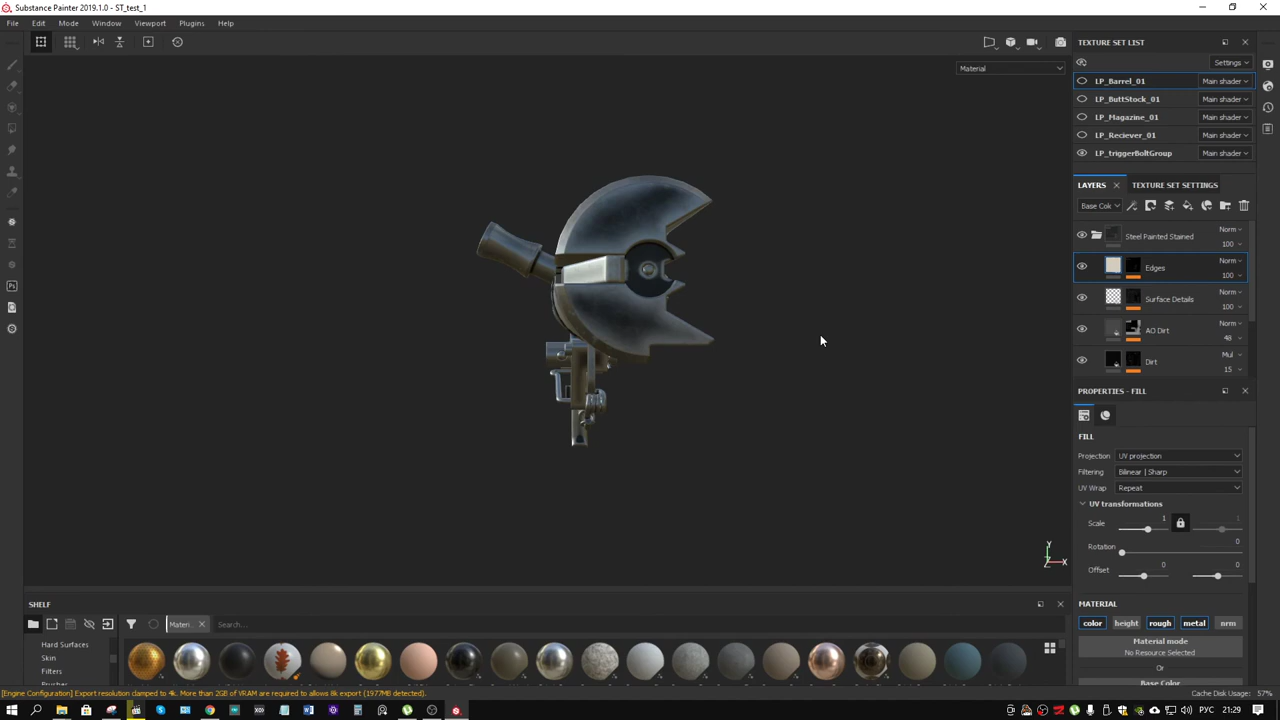 Substance Painter 2019.1.0 - ST_test_1
File Edit Mode Window Viewport Plugins Help
Material
TEXTURE SET LIST
Settings
LP_Barrel_01 Main shader
LP_ButtStock_01 Main shader
LP_Magazine_01 Main shader
LP_Reciever_01 Main shader
LP_triggerBoltGroup Main shader
LAYERS TEXTURE SET SETTINGS
Base Col
Steel Painted Stained Norm 100
Edges Norm 100
Surface Details Norm 100
AO Dirt Norm 48
Dirt Mul 15
PROPERTIES - FILL
FILL
Projection UV projection
Filtering Bilinear | Sharp
UV Wrap Repeat
UV transformations
Scale 1 1
Rotation 0
Offset 0 0
MATERIAL
color height rough metal nrm
Material mode
No Resource Selected
Or
Base Color
Y
X
Z
SHELF
Materi... Search...
Hard Surfaces
Skin
Filters
Ps
[Engine Configuration] Export resolution clamped to 4k. More than 2GB of VRAM are required to allows 8k export (1977MB detected).
Cache Disk Usage: 57%
РУС 21:29